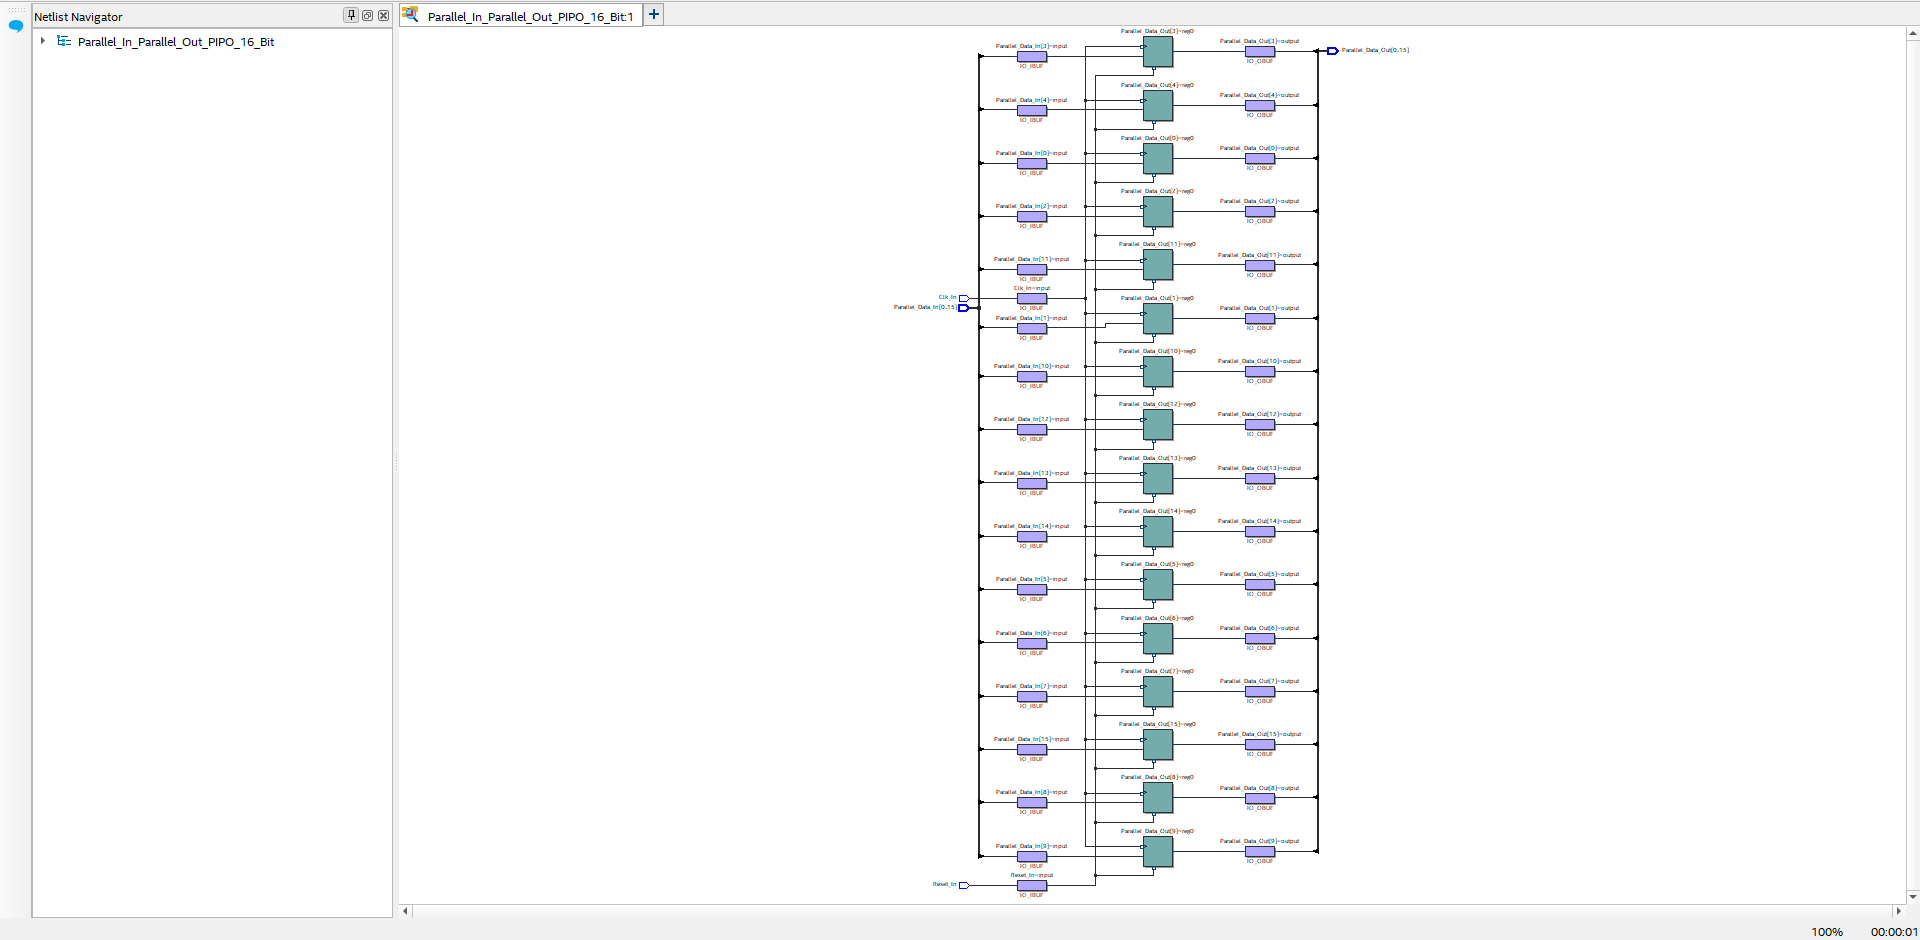 Netlist Navigator
Parallel_In_Parallel_Out_PIPO_16_Bit:1
Parallel_In_Parallel_Out_PIPO_16_Bit
Parallel_Data_Out[3]~reg0
Parallel_Data_In[3]~input
Parallel_Data_Out[3]~output
Parallel_Data_Out[0..15]
IO_IBUF
IO_OBUF
Parallel_Data_Out[4]~reg0
Parallel_Data_In[4]~input
Parallel_Data_Out[4]~output
IO_IBUF
IO_OBUF
Parallel_Data_Out[0]~reg0
Parallel_Data_In[0]~input
Parallel_Data_Out[0]~output
IO_IBUF
IO_OBUF
Parallel_Data_Out[2]~reg0
Parallel_Data_In[2]~input
Parallel_Data_Out[2]~output
IO_IBUF
IO_OBUF
Parallel_Data_Out[11]~reg0
Parallel_Data_In[11]~input
Parallel_Data_Out[11]~output
IO_IBUF
IO_OBUF
Clk_In~input
Clk_In
Parallel_Data_Out[1]~reg0
Parallel_Data_In[0..15]
Parallel_Data_In[1]~input
Parallel_Data_Out[1]~output
IO_IBUF
IO_OBUF
Parallel_Data_Out[10]~reg0
Parallel_Data_In[10]~input
Parallel_Data_Out[10]~output
IO_IBUF
IO_OBUF
Parallel_Data_Out[12]~reg0
Parallel_Data_In[12]~input
Parallel_Data_Out[12]~output
IO_IBUF
IO_OBUF
Parallel_Data_Out[13]~reg0
Parallel_Data_In[13]~input
Parallel_Data_Out[13]~output
IO_IBUF
IO_OBUF
Parallel_Data_Out[14]~reg0
Parallel_Data_In[14]~input
Parallel_Data_Out[14]~output
IO_IBUF
IO_OBUF
Parallel_Data_Out[5]~reg0
Parallel_Data_In[5]~input
Parallel_Data_Out[5]~output
IO_IBUF
IO_OBUF
Parallel_Data_Out[6]~reg0
Parallel_Data_In[6]~input
Parallel_Data_Out[6]~output
IO_IBUF
IO_OBUF
Parallel_Data_Out[7]~reg0
Parallel_Data_In[7]~input
Parallel_Data_Out[7]~output
IO_IBUF
IO_OBUF
Parallel_Data_Out[15]~reg0
Parallel_Data_In[15]~input
Parallel_Data_Out[15]~output
IO_IBUF
IO_OBUF
Parallel_Data_Out[8]~reg0
Parallel_Data_In[8]~input
Parallel_Data_Out[8]~output
IO_IBUF
IO_OBUF
Parallel_Data_Out[9]~reg0
Parallel_Data_In[9]~input
Parallel_Data_Out[9]~output
IO_IBUF
IO_OBUF
Reset_In~input
Reset_In
IO_IBUF
100% 00:00:01